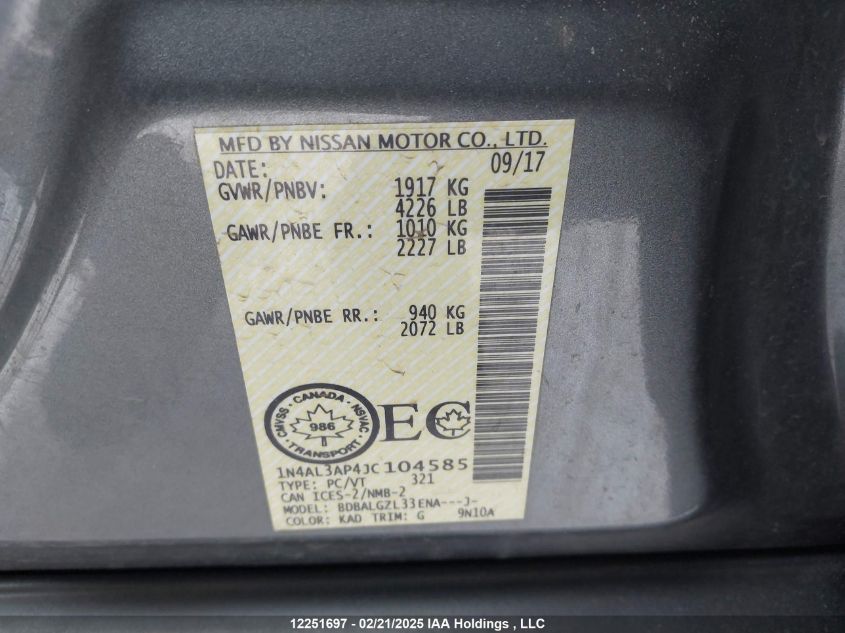 MFD BY NISSAN MOTOR CO., LTD.
DATE: 09/17
GVWR/PNBV: 1917 KG
4226 LB
GAWR/PNBE FR.: 1010 KG
2227 LB
GAWR/PNBE RR.: 940 KG
2072 LB
CANADA
CMVSS NSVAC
986
TRANSPORT
EC
1N4AL3AP4JC104585
TYPE: PC/VT 321
CAN ICES-2/NMB-2
MODEL: BDBALGZL33ENA---J-
COLOR: KAD TRIM: G 9N10A
12251697 - 02/21/2025 IAA Holdings , LLC